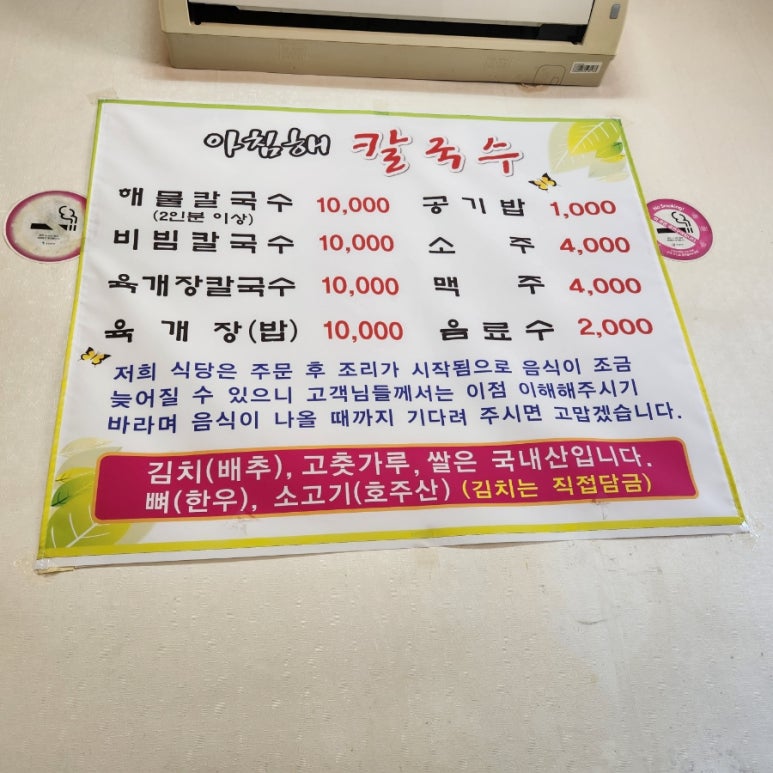 아침해 칼국수
해물칼국수 10,000 공기밥 1,000
(2인분 이상)
비빔칼국수 10,000 소주 4,000
육개장칼국수 10,000 맥주 4,000
육개장(밥) 10,000 음료수 2,000
저희 식당은 주문 후 조리가 시작됨으로 음식이 조금
늦어질 수 있으니 고객님들께서는 이점 이해해주시기
바라며 음식이 나올 때까지 기다려 주시면 고맙겠습니다.
김치(배추), 고춧가루, 쌀은 국내산입니다.
뼈(한우), 소고기(호주산) (김치는 직접담금)
No Smoking!